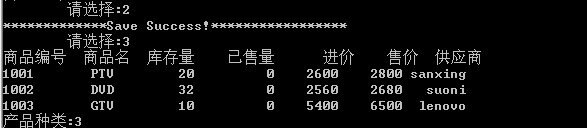 请选择:2
*************Save Success!*****************
请选择:3
商品编号 商品名 库存量 已售量 进价 售价 供应商
1001 PTV 20 0 2600 2800 sanxing
1002 DVD 32 0 2560 2680 suoni
1003 GTV 10 0 5400 6500 lenovo
产品种类:3